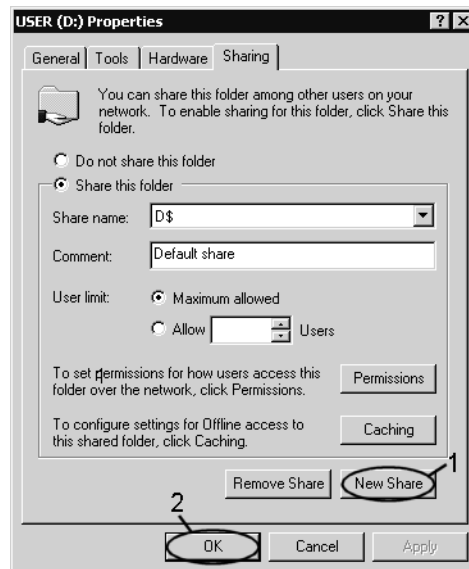 USER (D:) Properties
General Tools Hardware Sharing
You can share this folder among other users on your
network. To enable sharing for this folder, click Share this
folder.
Do not share this folder
Share this folder
Share name: D$
Comment: Default share
User limit: Maximum allowed
Allow Users
To set permissions for how users access this
folder over the network, click Permissions.
Permissions
To configure settings for Offline access to
this shared folder, click Caching.
Caching
1
Remove Share New Share
2
OK Cancel Apply